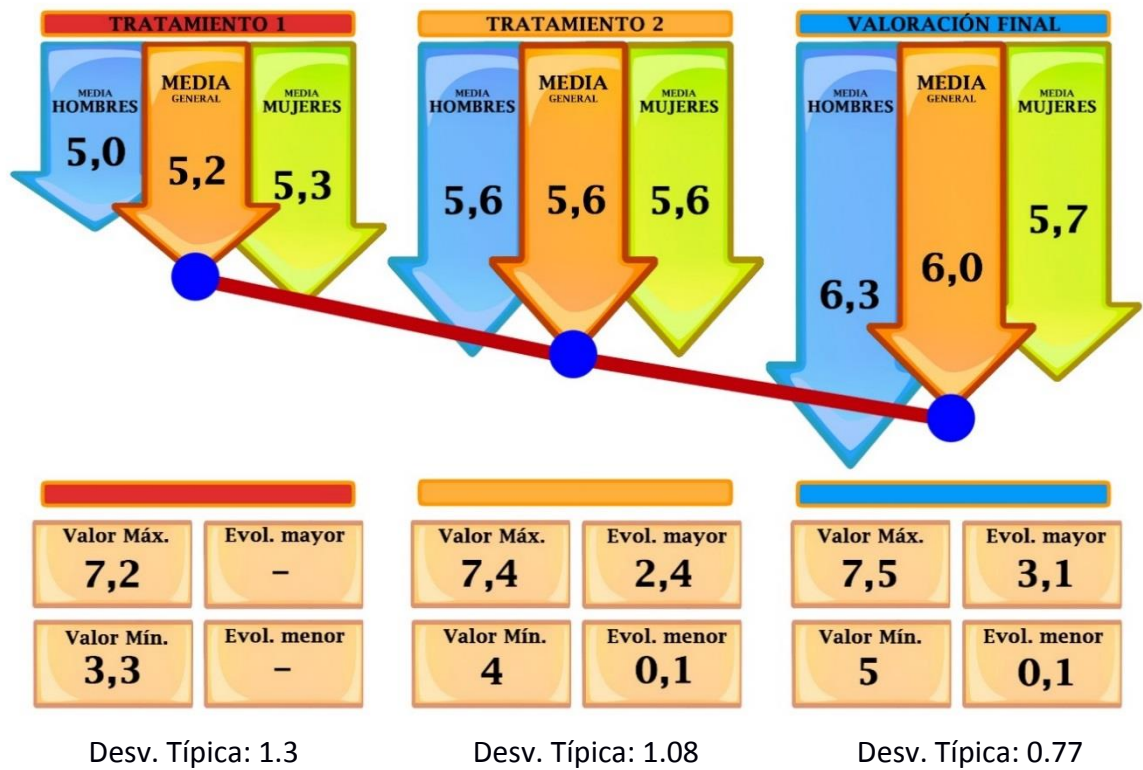 TRATAMIENTO 1
MEDIA
HOMBRES
5,0
MEDIA
GENERAL
5,2
MEDIA
MUJERES
5,3
TRATAMIENTO 2
MEDIA
HOMBRES
5,6
MEDIA
GENERAL
5,6
MEDIA
MUJERES
5,6
VALORACIÓN FINAL
MEDIA
HOMBRES
6,3
MEDIA
GENERAL
6,0
MEDIA
MUJERES
5,7
Valor Máx.
7,2
Evol. mayor
–
Valor Mín.
3,3
Evol. menor
–
Valor Máx.
7,4
Evol. mayor
2,4
Valor Mín.
4
Evol. menor
0,1
Valor Máx.
7,5
Evol. mayor
3,1
Valor Mín.
5
Evol. menor
0,1
Desv. Típica: 1.3
Desv. Típica: 1.08
Desv. Típica: 0.77